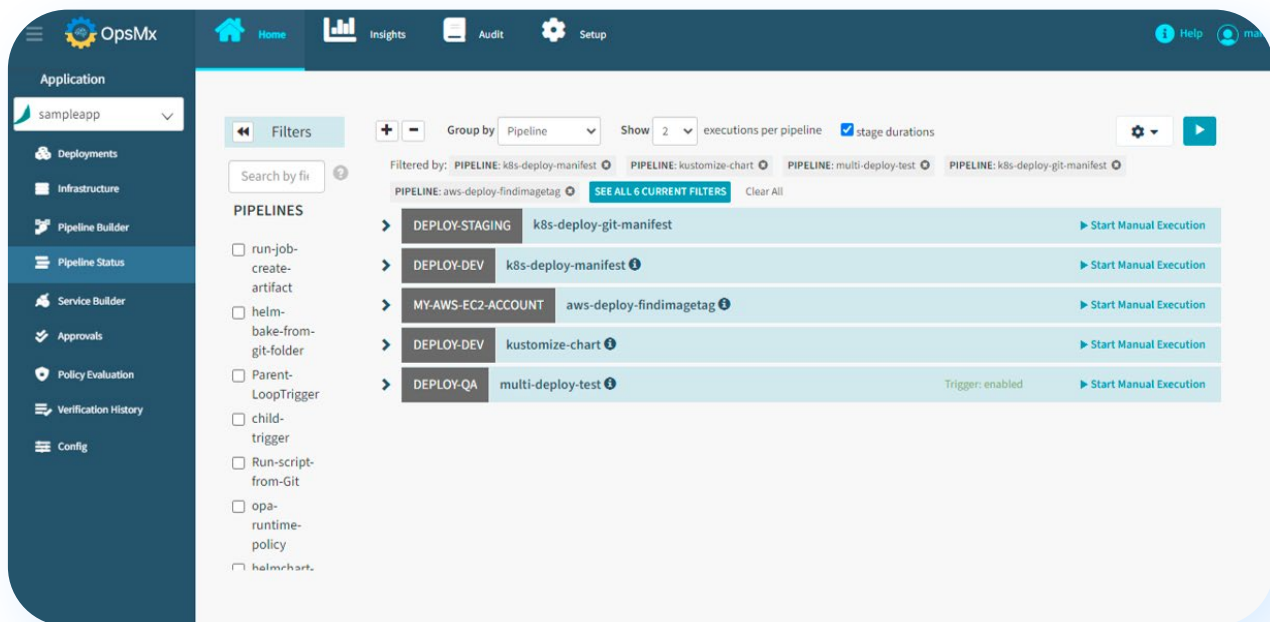 OpsMx
Home
Insights
Audit
Setup
Help
Application
sampleapp
Deployments
Infrastructure
Pipeline Builder
Pipeline Status
Service Builder
Approvals
Policy Evaluation
Verification History
Config
Filters
Search by
PIPELINES
run-job-
create-
artifact
helm-
bake-from-
git-folder
Parent-
LoopTrigger
child-
trigger
Run-script-
from-Git
opa-
runtime-
policy
helmchart-
Group by Pipeline Show 2 executions per pipeline stage durations
Filtered by: PIPELINE: k8s-deploy-manifest PIPELINE: kustomize-chart PIPELINE: multi-deploy-test PIPELINE: k8s-deploy-git-manifest
PIPELINE: aws-deploy-findimagetag SEE ALL 6 CURRENT FILTERS Clear All
DEPLOY-STAGING k8s-deploy-git-manifest Start Manual Execution
DEPLOY-DEV k8s-deploy-manifest Start Manual Execution
MY-AWS-EC2-ACCOUNT aws-deploy-findimagetag Start Manual Execution
DEPLOY-DEV kustomize-chart Start Manual Execution
DEPLOY-QA multi-deploy-test Trigger: enabled Start Manual Execution